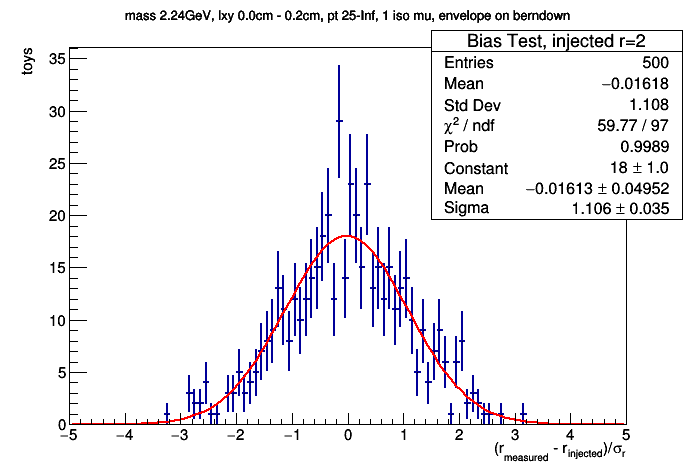 mass 2.24GeV, lxy 0.0cm - 0.2cm, pt 25-Inf, 1 iso mu, envelope on berndown
Bias Test, injected r=2
Entries 500
Mean −0.01618
Std Dev 1.108
χ² / ndf 59.77 / 97
Prob 0.9989
Constant 18 ± 1.0
Mean −0.01613 ± 0.04952
Sigma 1.106 ± 0.035
toys
35
30
25
20
15
10
5
0
−5 −4 −3 −2 −1 0 1 2 3 4 5
(r_measured - r_injected)/σ_r